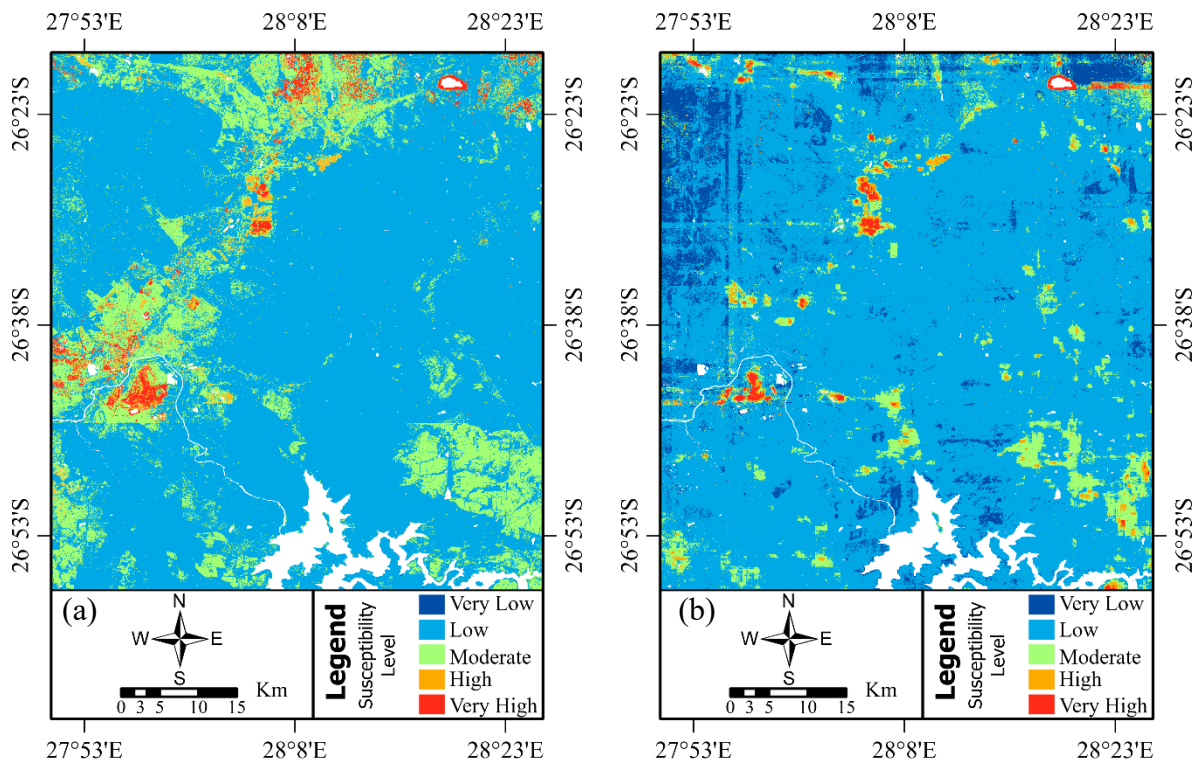 27°53'E 28°8'E 28°23'E
27°53'E 28°8'E 28°23'E
26°23'S 26°23'S 26°23'S 26°23'S
26°38'S 26°38'S 26°38'S 26°38'S
26°53'S 26°53'S 26°53'S 26°53'S
(a)
N
W E
S
0 3 5 10 15 Km
Legend
Susceptibility
Level
Very Low
Low
Moderate
High
Very High
(b)
N
W E
S
0 3 5 10 15 Km
Legend
Susceptibility
Level
Very Low
Low
Moderate
High
Very High
27°53'E 28°8'E 28°23'E
27°53'E 28°8'E 28°23'E